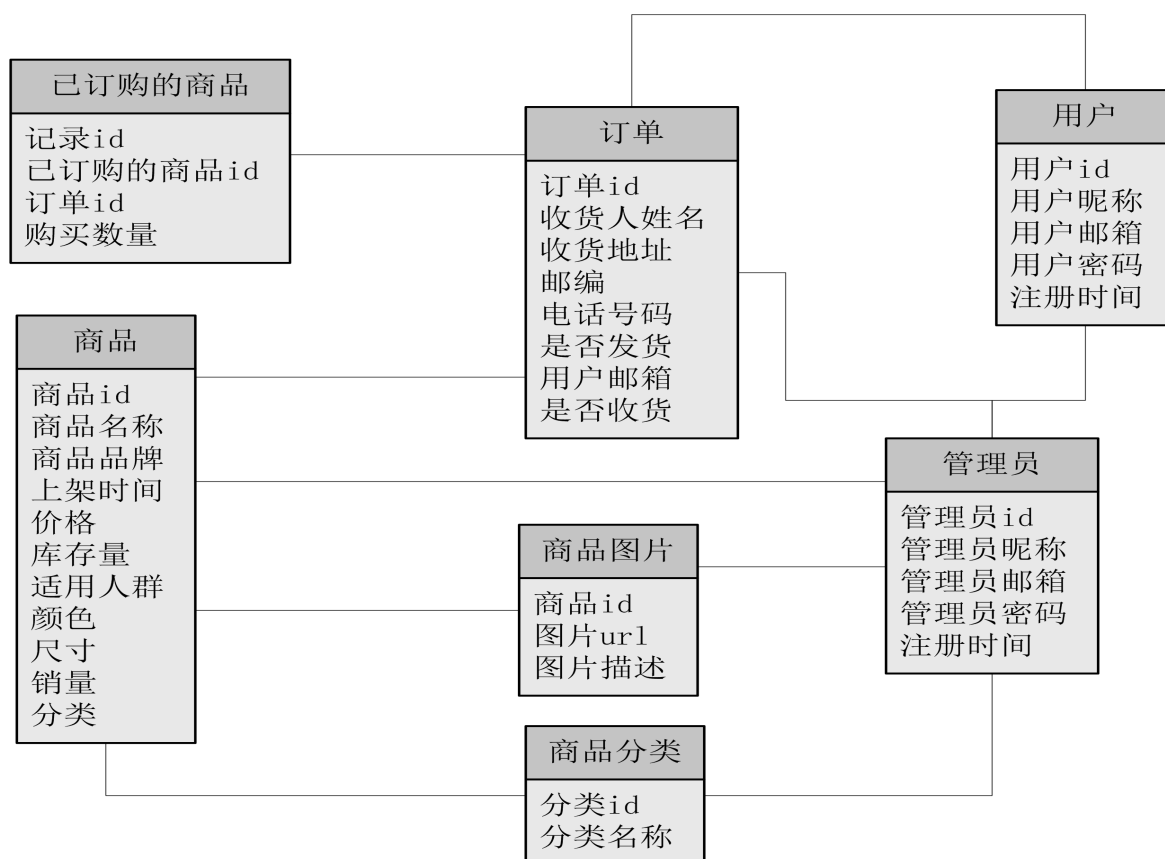 已订购的商品
记录id
已订购的商品id
订单id
购买数量
订单
订单id
收货人姓名
收货地址
邮编
电话号码
是否发货
用户邮箱
是否收货
用户
用户id
用户昵称
用户邮箱
用户密码
注册时间
商品
商品id
商品名称
商品品牌
上架时间
价格
库存量
适用人群
颜色
尺寸
销量
分类
管理员
管理员id
管理员昵称
管理员邮箱
管理员密码
注册时间
商品图片
商品id
图片url
图片描述
商品分类
分类id
分类名称